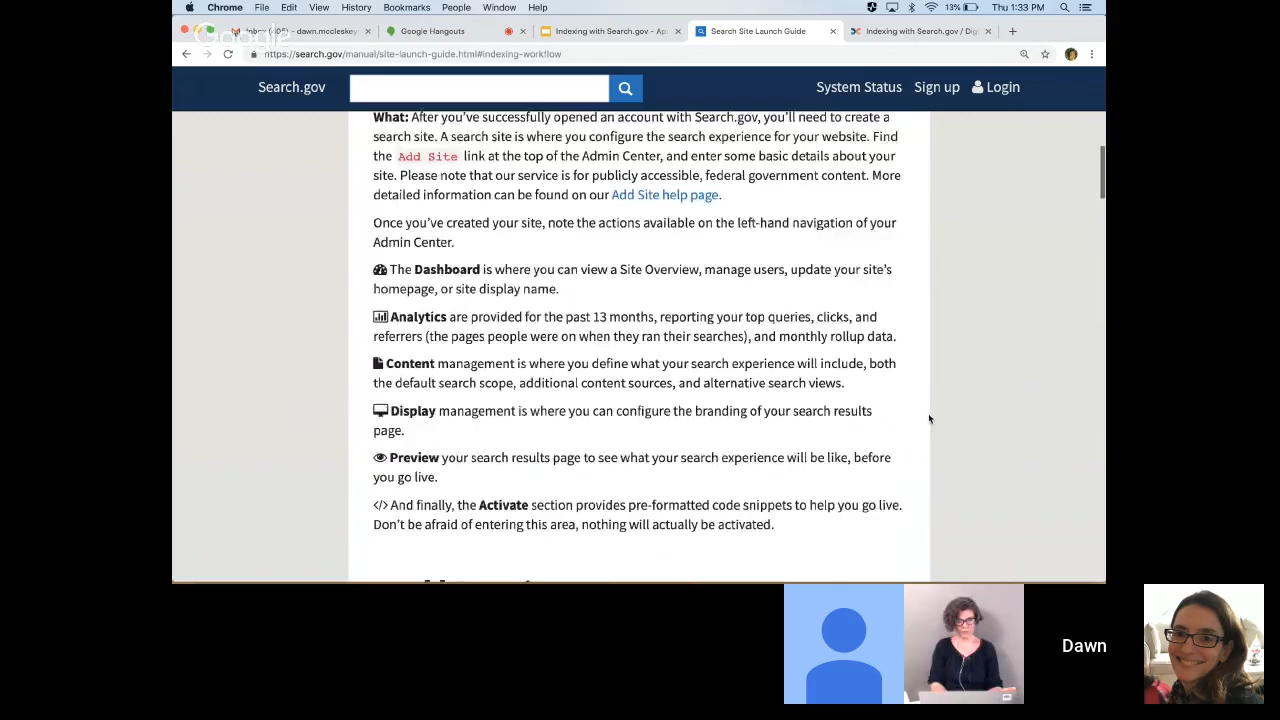 Chrome File Edit View History Bookmarks People Window Help 13% Thu 1:33 PM
Google
Google Hangouts
Indexing with Search.gov - Ap
Search Site Launch Guide
Indexing with Search.gov / Dig
https://search.gov/manual/site-launch-guide.html#indexing-workflow
Search.gov System Status Sign up Login
What: After you've successfully opened an account with Search.gov, you'll need to create a
search site. A search site is where you configure the search experience for your website. Find
the Add Site link at the top of the Admin Center, and enter some basic details about your
site. Please note that our service is for publicly accessible, federal government content. More
detailed information can be found on our Add Site help page.
Once you've created your site, note the actions available on the left-hand navigation of your
Admin Center.
The Dashboard is where you can view a Site Overview, manage users, update your site's
homepage, or site display name.
Analytics are provided for the past 13 months, reporting your top queries, clicks, and
referrers (the pages people were on when they ran their searches), and monthly rollup data.
Content management is where you define what your search experience will include, both
the default search scope, additional content sources, and alternative search views.
Display management is where you can configure the branding of your search results
page.
Preview your search results page to see what your search experience will be like, before
you go live.
</> And finally, the Activate section provides pre-formatted code snippets to help you go live.
Don't be afraid of entering this area, nothing will actually be activated.
Dawn